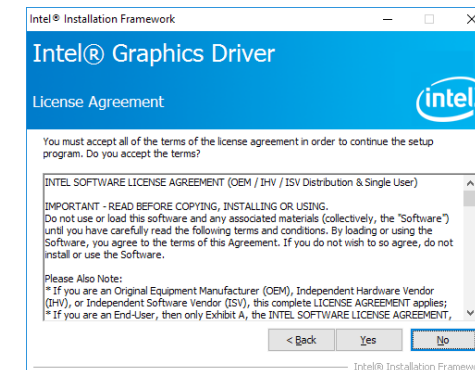 Intel® Installation Framework
Intel® Graphics Driver
License Agreement
intel
You must accept all of the terms of the license agreement in order to continue the setup
program. Do you accept the terms?
INTEL SOFTWARE LICENSE AGREEMENT (OEM / IHV / ISV Distribution & Single User)
IMPORTANT - READ BEFORE COPYING, INSTALLING OR USING.
Do not use or load this software and any associated materials (collectively, the "Software")
until you have carefully read the following terms and conditions. By loading or using the
Software, you agree to the terms of this Agreement. If you do not wish to so agree, do not
install or use the Software.
Please Also Note:
* If you are an Original Equipment Manufacturer (OEM), Independent Hardware Vendor
(IHV), or Independent Software Vendor (ISV), this complete LICENSE AGREEMENT applies;
* If you are an End-User, then only Exhibit A, the INTEL SOFTWARE LICENSE AGREEMENT,
< Back Yes No
Intel® Installation Framew